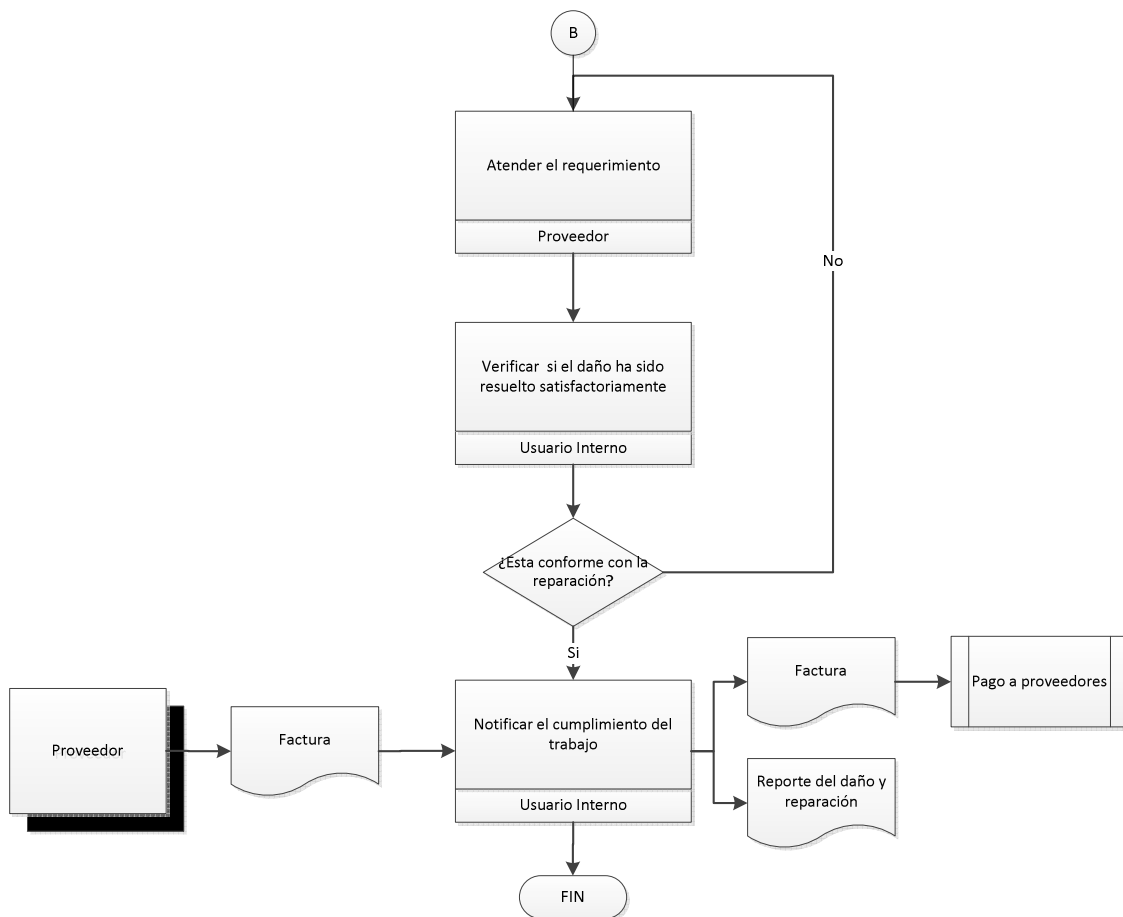 B
Atender el requerimiento
Proveedor
No
Verificar si el daño ha sido
resuelto satisfactoriamente
Usuario Interno
¿Esta conforme con la
reparación?
Si
Proveedor
Factura
Notificar el cumplimiento del
trabajo
Usuario Interno
Factura
Pago a proveedores
Reporte del daño y
reparación
FIN